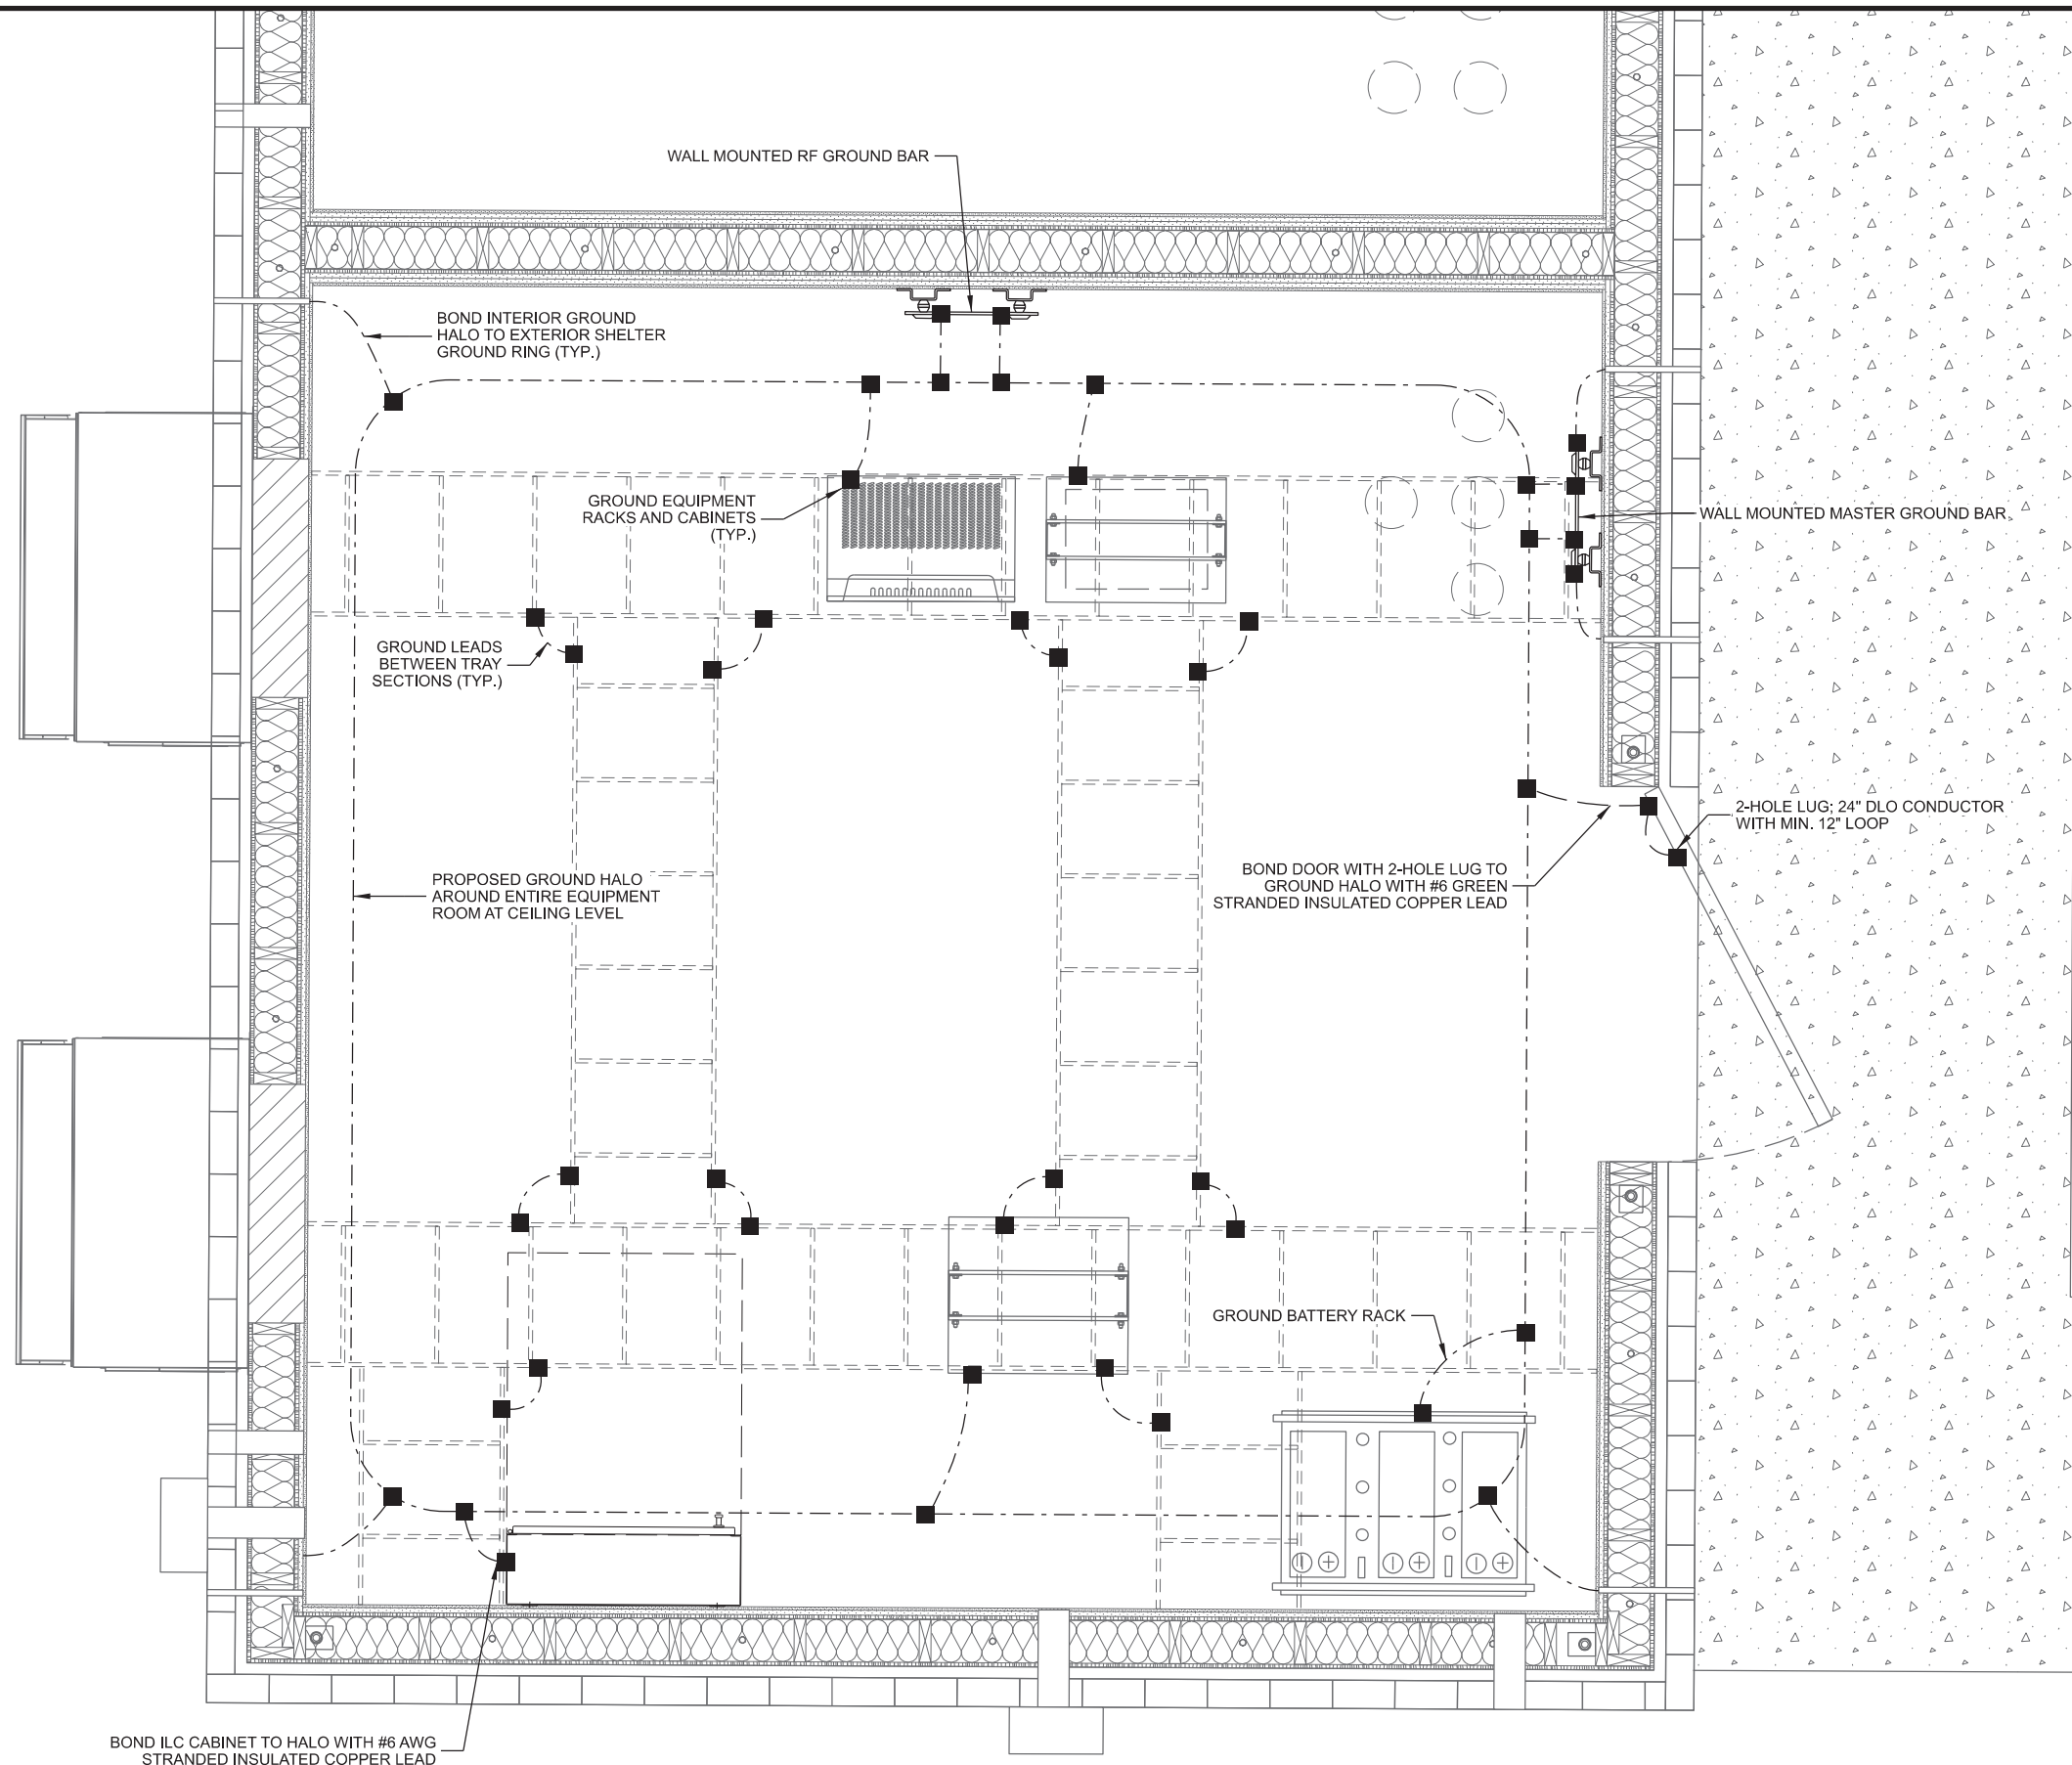 WALL MOUNTED RF GROUND BAR
BOND INTERIOR GROUND
HALO TO EXTERIOR SHELTER
GROUND RING (TYP.)
GROUND EQUIPMENT
RACKS AND CABINETS
(TYP.)
WALL MOUNTED MASTER GROUND BAR
GROUND LEADS
BETWEEN TRAY
SECTIONS (TYP.)
2-HOLE LUG; 24" DLO CONDUCTOR
WITH MIN. 12" LOOP
BOND DOOR WITH 2-HOLE LUG TO
GROUND HALO WITH #6 GREEN
STRANDED INSULATED COPPER LEAD
PROPOSED GROUND HALO
AROUND ENTIRE EQUIPMENT
ROOM AT CEILING LEVEL
GROUND BATTERY RACK
BOND ILC CABINET TO HALO WITH #6 AWG
STRANDED INSULATED COPPER LEAD